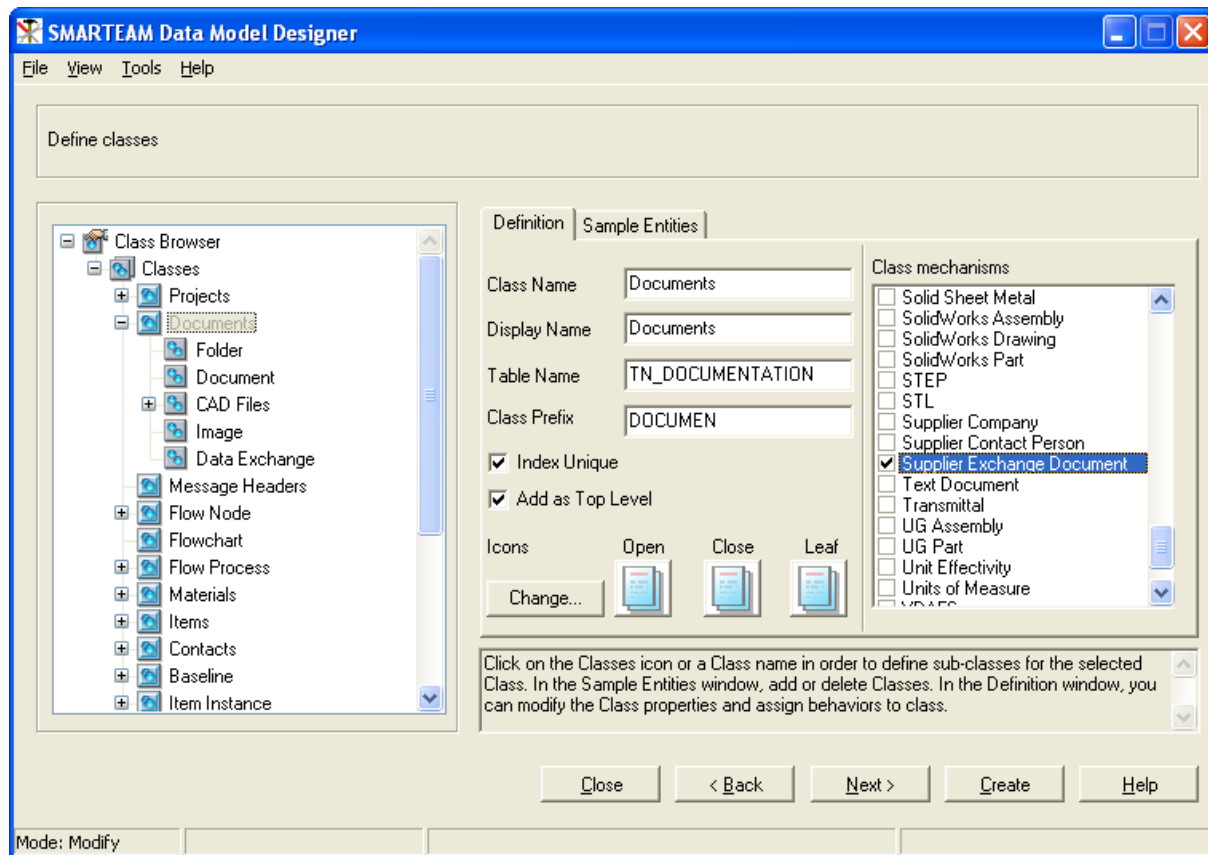 SMARTEAM Data Model Designer
File View Tools Help
Define classes
Class Browser
Classes
Projects
Documents
Folder
Document
CAD Files
Image
Data Exchange
Message Headers
Flow Node
Flowchart
Flow Process
Materials
Items
Contacts
Baseline
Item Instance
Definition
Sample Entities
Class Name
Documents
Display Name
Documents
Table Name
TN_DOCUMENTATION
Class Prefix
DOCUMEN
Index Unique
Add as Top Level
Icons
Open
Close
Leaf
Change...
Class mechanisms
Solid Sheet Metal
SolidWorks Assembly
SolidWorks Drawing
SolidWorks Part
STEP
STL
Supplier Company
Supplier Contact Person
Supplier Exchange Document
Text Document
Transmittal
UG Assembly
UG Part
Unit Effectivity
Units of Measure
Click on the Classes icon or a Class name in order to define sub-classes for the selected
Class. In the Sample Entities window, add or delete Classes. In the Definition window, you
can modify the Class properties and assign behaviors to class.
Close
< Back
Next >
Create
Help
Mode: Modify